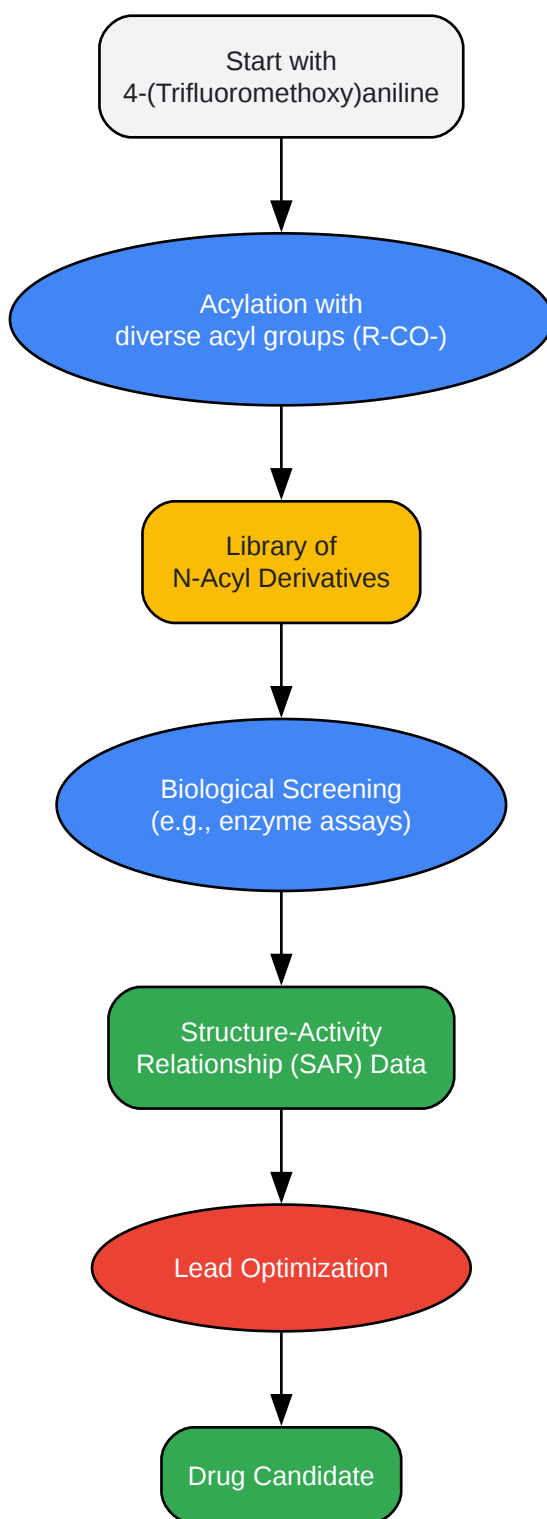 Start with
4-(Trifluoromethoxy)aniline
Acylation with
diverse acyl groups (R-CO-)
Library of
N-Acyl Derivatives
Biological Screening
(e.g., enzyme assays)
Structure-Activity
Relationship (SAR) Data
Lead Optimization
Drug Candidate